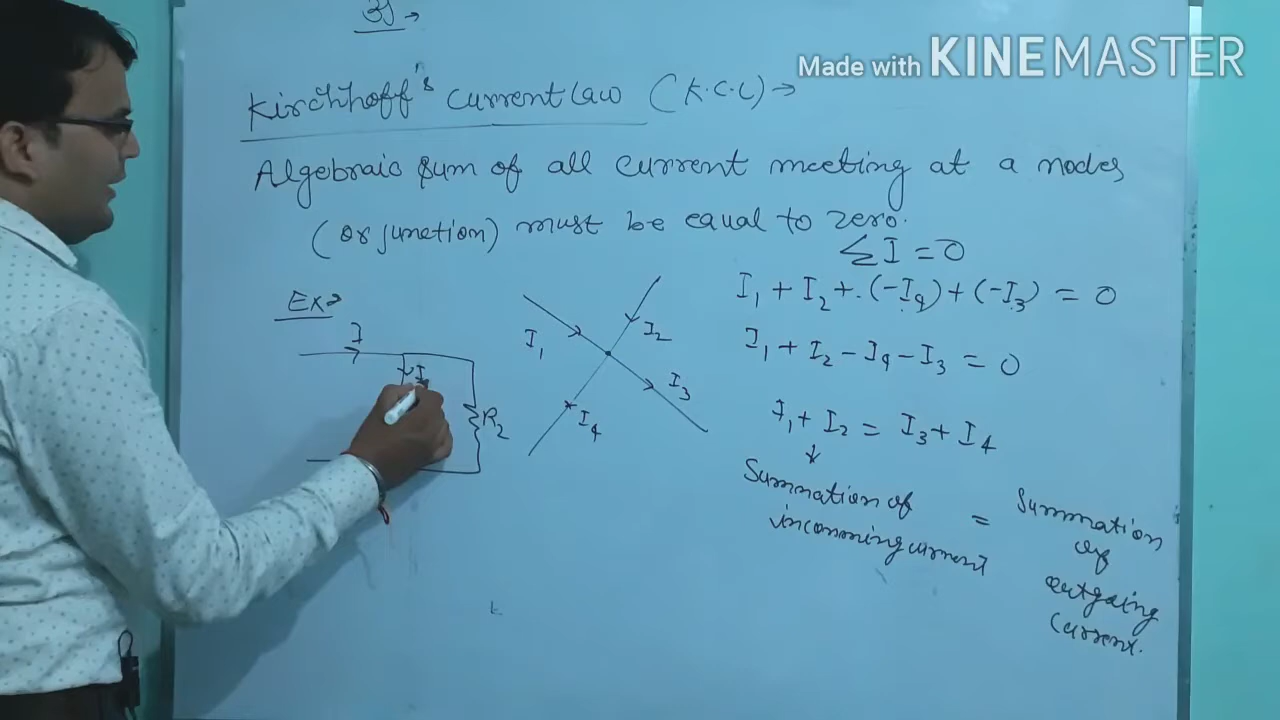 Made with KINEMASTER
Kirchhoff's Current Law (K.C.L) →
Algebraic sum of all current meeting at a nodes
(or junction) must be equal to zero.
ΣI = 0
I₁ + I₂ + (-I₄) + (-I₃) = 0
Ex→
I
I₁
I₂
I₃
I₄
R₂
I₁ + I₂ - I₄ - I₃ = 0
I₁ + I₂ = I₃ + I₄
Summation of
incomming current
=
Summation
of
outgoing
current.